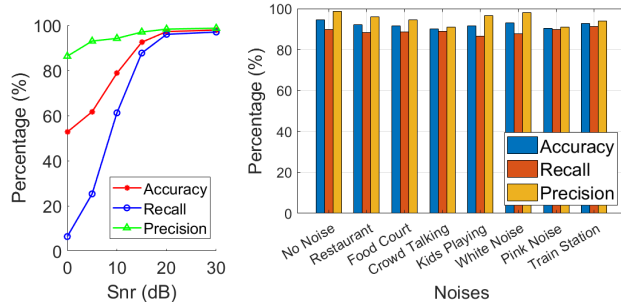 100
80
60
40
20
0
Percentage (%)
0
10
20
30
Snr (dB)
Accuracy
Recall
Precision
100
80
60
40
20
0
Percentage (%)
No Noise
Restaurant
Food Court
Crowd Talking
Kids Playing
White Noise
Pink Noise
Train Station
Noises
Accuracy
Recall
Precision